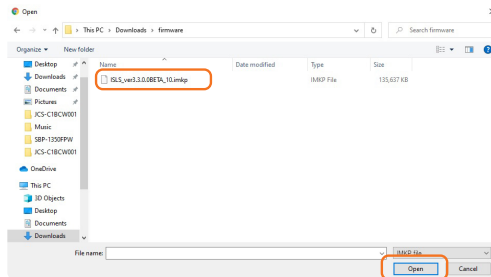 Open
This PC > Downloads > firmware
Search firmware
Organize
New folder
Name
Date modified
Type
Size
Desktop
Downloads
Documents
Pictures
JCS-C1BCW001
Music
SBP-1350FPW
JCS-C1BCW001
OneDrive
This PC
3D Objects
Desktop
Documents
Downloads
ISLS_ver3.3.0.0BETA_10.imkp
IMKP File
135,637 KB
File name:
IMKP file
Open
Cancel